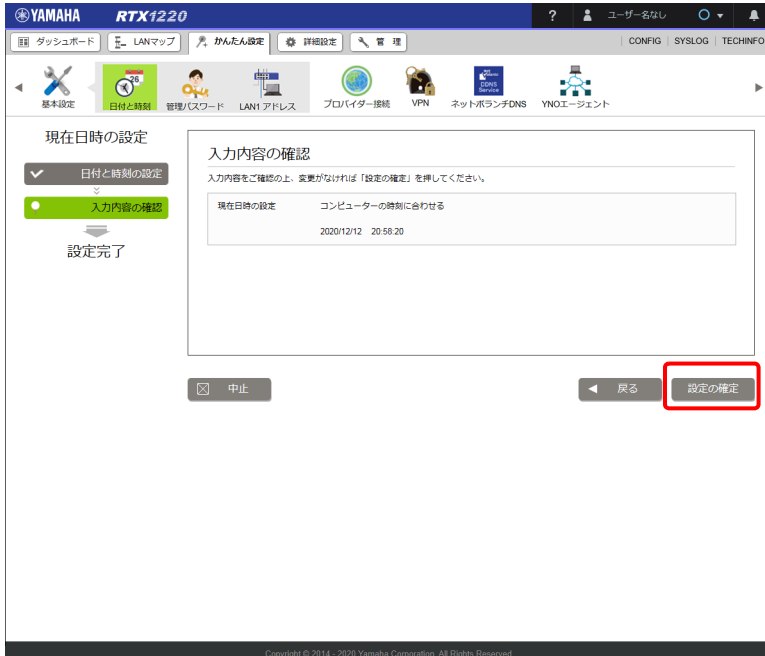 YAMAHA RTX1220 ? ユーザー名なし
ダッシュボード LANマップ かんたん設定 詳細設定 管 理 CONFIG SYSLOG TECHINFO
基本設定 日付と時刻 管理パスワード LAN1 アドレス プロバイダー接続 VPN ネットボランチDNS YNOエージェント
26
DDNS
Service
現在日時の設定
日付と時刻の設定
入力内容の確認
設定完了
入力内容の確認
入力内容をご確認の上、変更がなければ「設定の確定」を押してください。
現在日時の設定 コンピューターの時刻に合わせる
2020/12/12 20:58:20
中止 戻る 設定の確定
Copyright © 2014 - 2020 Yamaha Corporation. All Rights Reserved.